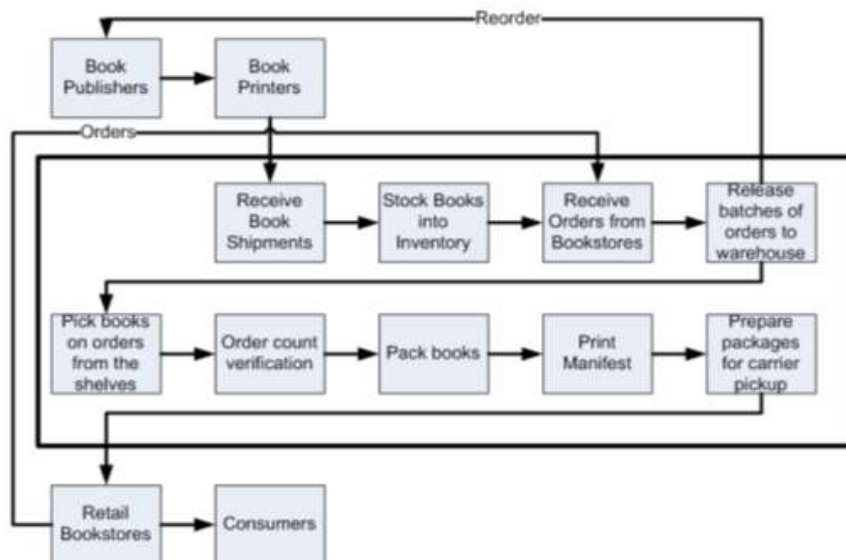 Reorder
Book
Publishers
Book
Printers
Orders
Receive
Book
Shipments
Stock Books
into
Inventory
Receive
Orders from
Bookstores
Release
batches of
orders to
warehouse
Pick books
on orders
from the
shelves
Order count
verification
Pack books
Print
Manifest
Prepare
packages
for carrier
pickup
Retail
Bookstores
Consumers